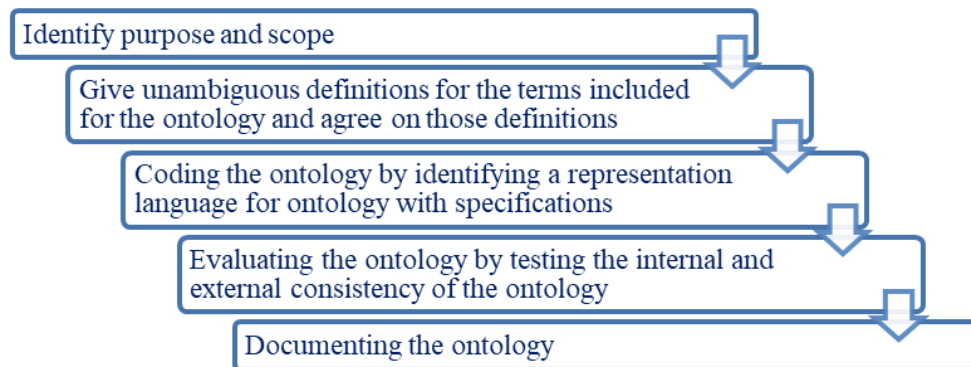 Identify purpose and scope
Give unambiguous definitions for the terms included
for the ontology and agree on those definitions
Coding the ontology by identifying a representation
language for ontology with specifications
Evaluating the ontology by testing the internal and
external consistency of the ontology
Documenting the ontology